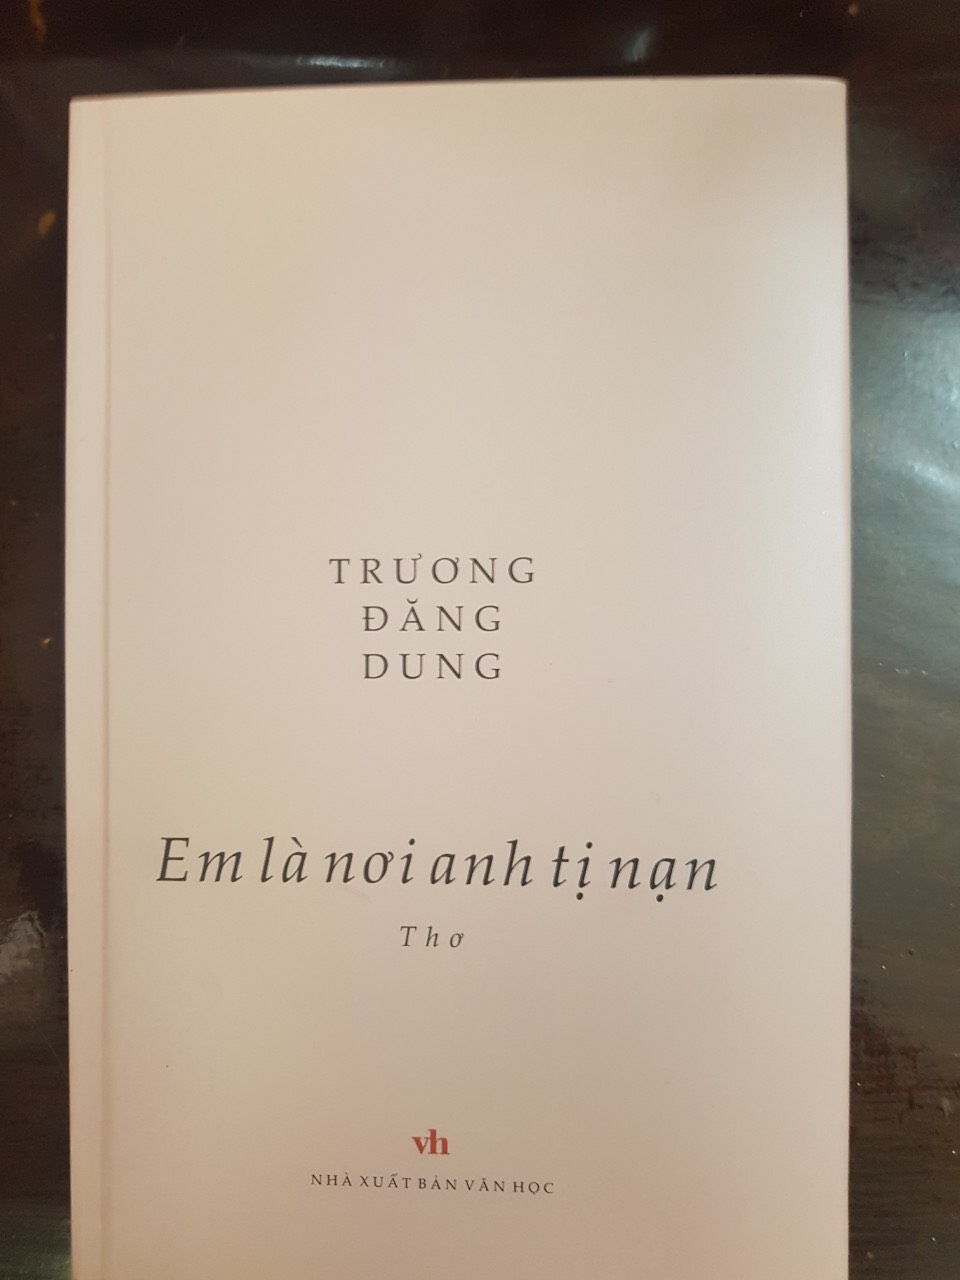 TRƯƠNG
ĐĂNG
DUNG
Em là nơi anh tị nạn
Thơ
vh
NHÀ XUẤT BẢN VĂN HỌC